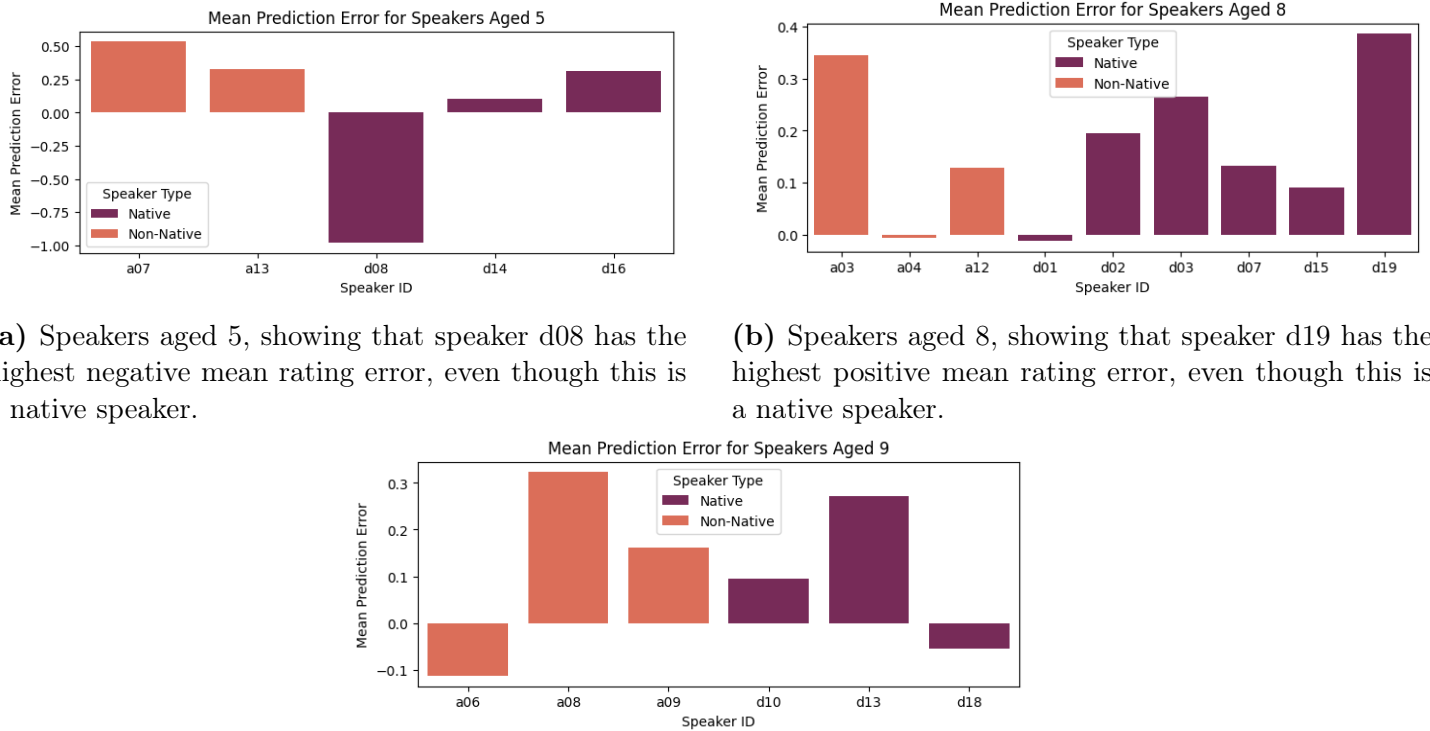 Mean Prediction Error for Speakers Aged 5
Mean Prediction Error
0.50
0.25
0.00
−0.25
−0.50
−0.75
−1.00
Speaker Type
Native
Non-Native
a07 a13 d08 d14 d16
Speaker ID
Mean Prediction Error for Speakers Aged 8
Mean Prediction Error
0.4
0.3
0.2
0.1
0.0
Speaker Type
Native
Non-Native
a03 a04 a12 d01 d02 d03 d07 d15 d19
Speaker ID
a) Speakers aged 5, showing that speaker d08 has the
ighest negative mean rating error, even though this is
native speaker.
(b) Speakers aged 8, showing that speaker d19 has the
highest positive mean rating error, even though this is
a native speaker.
Mean Prediction Error for Speakers Aged 9
Mean Prediction Error
0.3
0.2
0.1
0.0
−0.1
Speaker Type
Native
Non-Native
a06 a08 a09 d10 d13 d18
Speaker ID